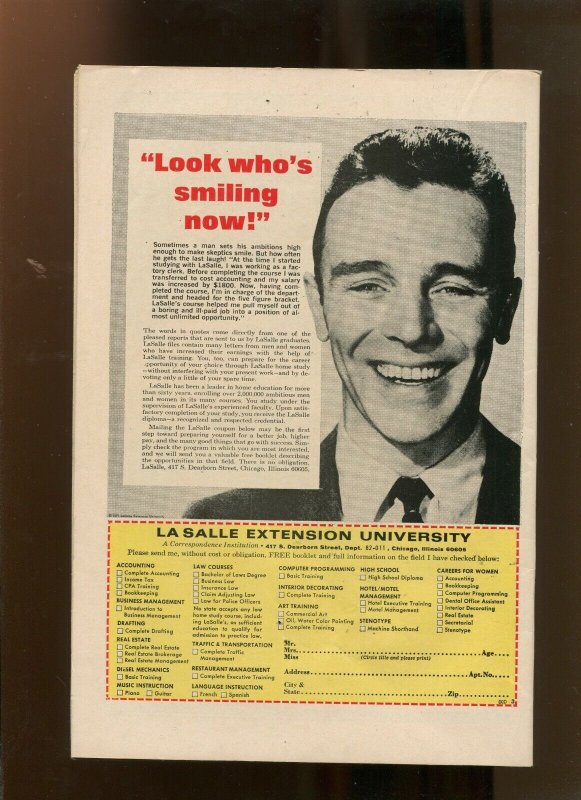 “Look who’s
smiling
now!”
Sometimes a man sets his ambitions high
enough to make skeptics smile. But how often
he gets the last laugh! “At the time I started
studying with LaSalle, I was working as a fac-
tory clerk. Before completing the course I was
transferred to cost accounting and my salary
was increased by $1800. Now, having com-
pleted the course, I'm in charge of the depart-
ment and headed for the five figure bracket.
LaSalle's course helped me pull myself out of
a boring and ill-paid job into a position of al-
most unlimited opportunity.”
The words in quotes come directly from one of the
pleased reports that are sent to us by LaSalle graduates.
LaSalle files contain many letters from men and women
who have increased their earnings with the help of
LaSalle training. You, too, can prepare for the career
opportunity of your choice through LaSalle home study
—without interfering with your present work—and by de-
voting only a little of your spare time.
LaSalle has been a leader in home education for more
than sixty years, enrolling over 2,000,000 ambitious men
and women in its many courses. You study under the
supervision of LaSalle's experienced faculty. Upon satis-
factory completion of your study, you receive the LaSalle
diploma—a recognized and respected credential.
Mailing the LaSalle coupon below may be the first
step toward preparing yourself for a better job, higher
pay, and the many good things that go with success. Sim-
ply check the program in which you are most interested,
and we will send you a valuable free booklet describing
the opportunities in that field. There is no obligation.
LaSalle, 417 S. Dearborn Street, Chicago, Illinois 60605.
LaSalle Extension University
LA SALLE EXTENSION UNIVERSITY
A Correspondence Institution • 417 S. Dearborn Street, Dept. 82-011, Chicago, Illinois 60605
Please send me, without cost or obligation, FREE booklet and full information on the field I have checked below:
ACCOUNTING
Complete Accounting
Income Tax
CPA Training
Bookkeeping
BUSINESS MANAGEMENT
Introduction to
Business Management
DRAFTING
Complete Drafting
REAL ESTATE
Complete Real Estate
Real Estate Brokerage
Real Estate Management
DIESEL MECHANICS
Basic Training
MUSIC INSTRUCTION
Piano Guitar
LAW COURSES
Bachelor of Laws Degree
Business Law
Insurance Law
Claim Adjusting Law
Law for Police Officers
No state accepts any law
home study course, includ-
ing LaSalle's, as sufficient
education to qualify for
admission to practice law.
TRAFFIC & TRANSPORTATION
Complete Traffic
Management
RESTAURANT MANAGEMENT
Complete Executive Training
LANGUAGE INSTRUCTION
French Spanish
COMPUTER PROGRAMMING
Basic Training
INTERIOR DECORATING
Complete Training
ART TRAINING
Commercial Art
Oil, Water Color Painting
Complete Training
HIGH SCHOOL
High School Diploma
HOTEL/MOTEL
MANAGEMENT
Hotel Executive Training
Motel Management
STENOTYPE
Machine Shorthand
CAREERS FOR WOMEN
Accounting
Bookkeeping
Computer Programming
Dental Office Assistant
Interior Decorating
Real Estate
Secretarial
Stenotype
Mr.
Mrs. Age
Miss (Circle title and please print)
Address Apt.No.
City &
State Zip